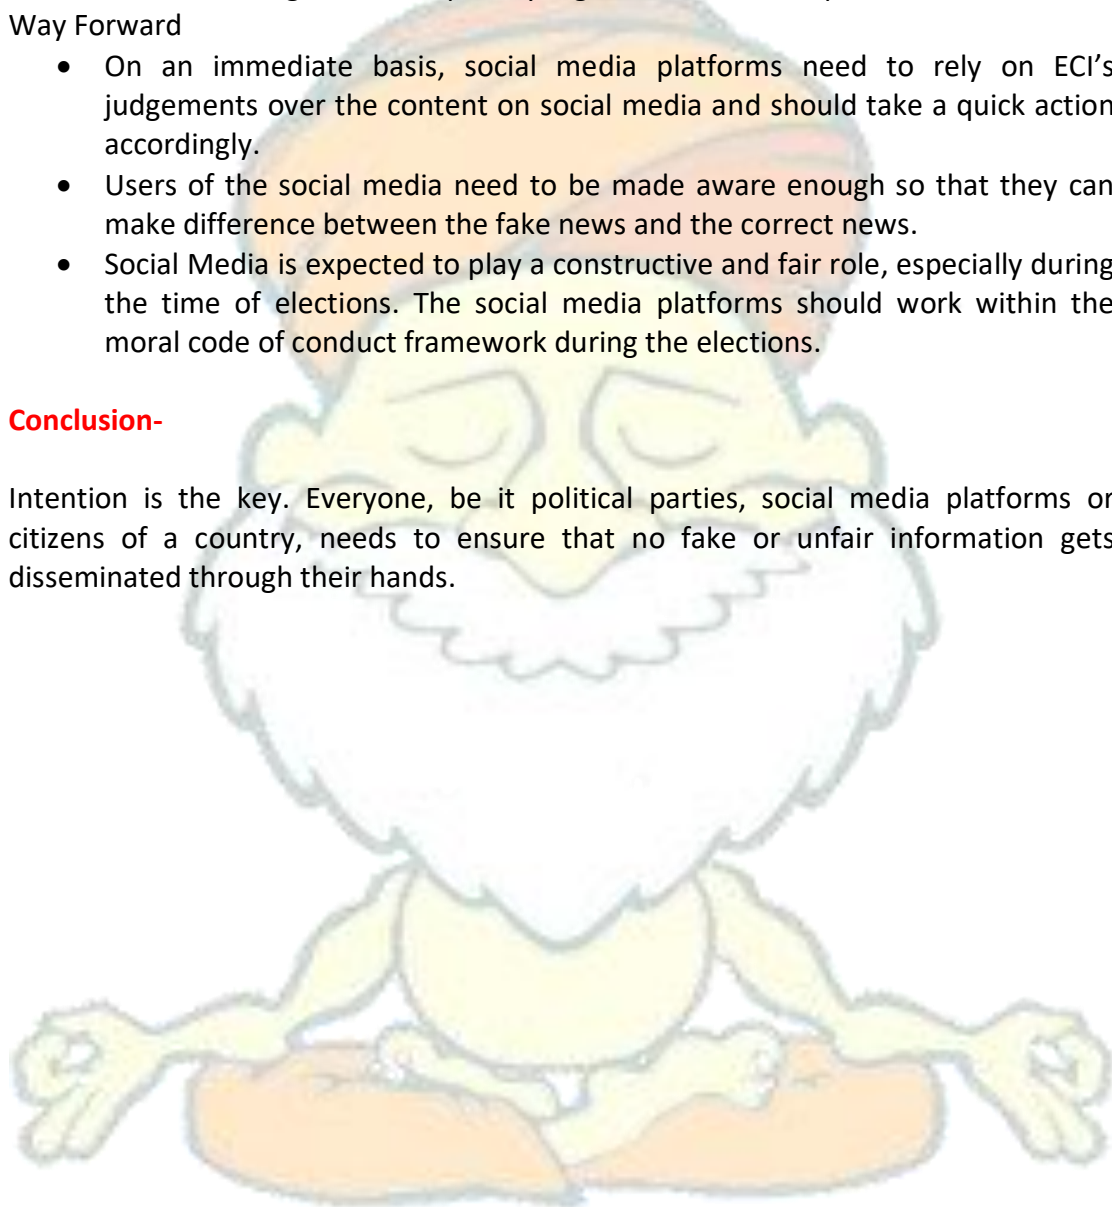 Way Forward
• On an immediate basis, social media platforms need to rely on ECI's
judgements over the content on social media and should take a quick action
accordingly.
• Users of the social media need to be made aware enough so that they can
make difference between the fake news and the correct news.
• Social Media is expected to play a constructive and fair role, especially during
the time of elections. The social media platforms should work within the
moral code of conduct framework during the elections.
Conclusion-
Intention is the key. Everyone, be it political parties, social media platforms or
citizens of a country, needs to ensure that no fake or unfair information gets
disseminated through their hands.